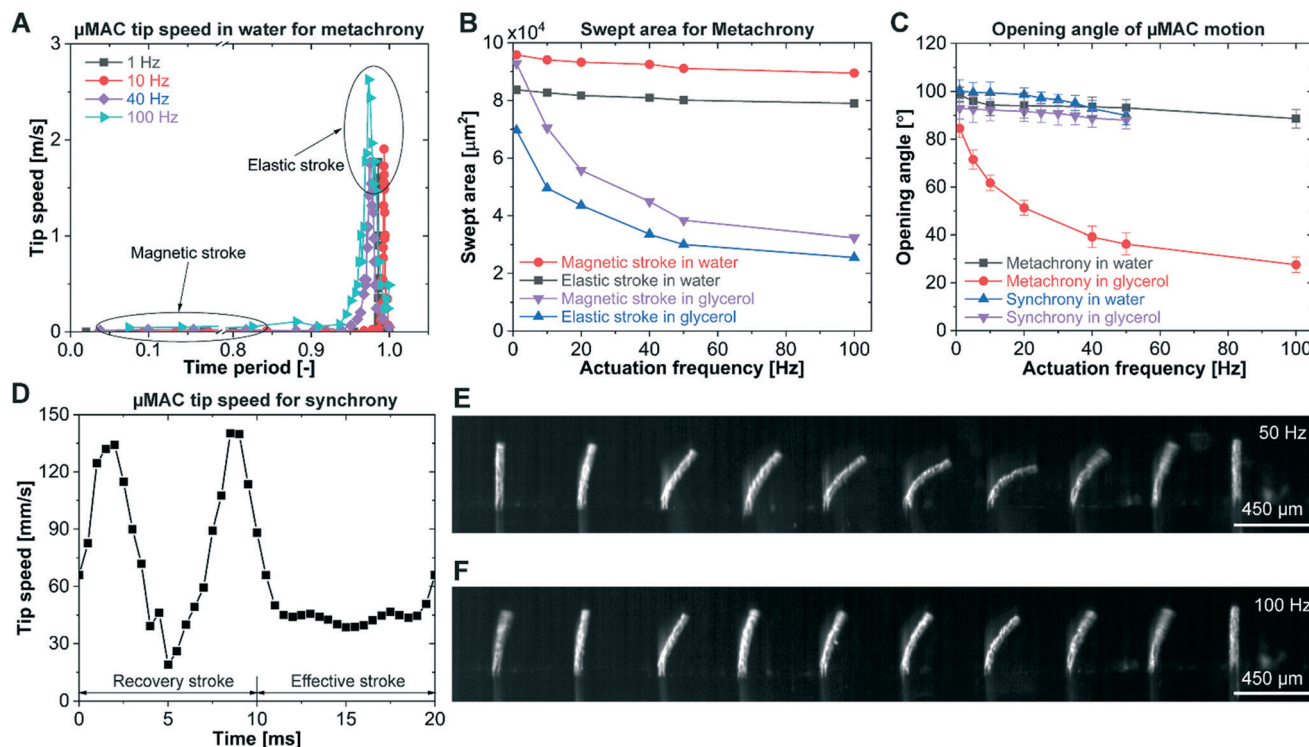 A
µMAC tip speed in water for metachrony
1 Hz
10 Hz
40 Hz
100 Hz
Elastic stroke
Magnetic stroke
Tip speed [m/s]
3
2
1
0
0.0 0.1 0.8 0.9 1.0
Time period [-]
B
Swept area for Metachrony
10 ×10⁴
8
6
4
2
0
Swept area [µm²]
Magnetic stroke in water
Elastic stroke in water
Magnetic stroke in glycerol
Elastic stroke in glycerol
0 20 40 60 80 100
Actuation frequency [Hz]
C
Opening angle of µMAC motion
120
100
80
60
40
20
0
Opening angle [°]
Metachrony in water
Metachrony in glycerol
Synchrony in water
Synchrony in glycerol
0 20 40 60 80 100
Actuation frequency [Hz]
D
µMAC tip speed for synchrony
150
120
90
60
30
0
Tip speed [mm/s]
Recovery stroke Effective stroke
0 5 10 15 20
Time [ms]
E
50 Hz
450 µm
F
100 Hz
450 µm